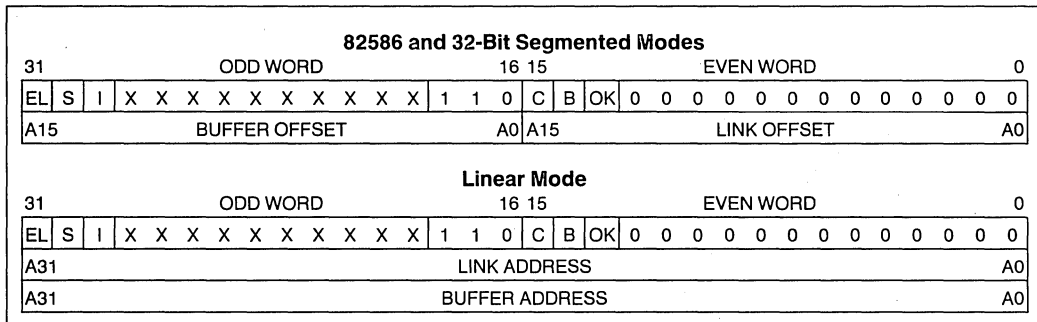 82586 and 32-Bit Segmented Modes
31 ODD WORD 16 15 EVEN WORD 0
EL S I X X X X X X X X X X 1 1 0 C B OK 0 0 0 0 0 0 0 0 0 0 0 0 0
A15 BUFFER OFFSET A0 A15 LINK OFFSET A0
Linear Mode
31 ODD WORD 16 15 EVEN WORD 0
EL S I X X X X X X X X X X 1 1 0 C B OK 0 0 0 0 0 0 0 0 0 0 0 0 0
A31 LINK ADDRESS A0
A31 BUFFER ADDRESS A0